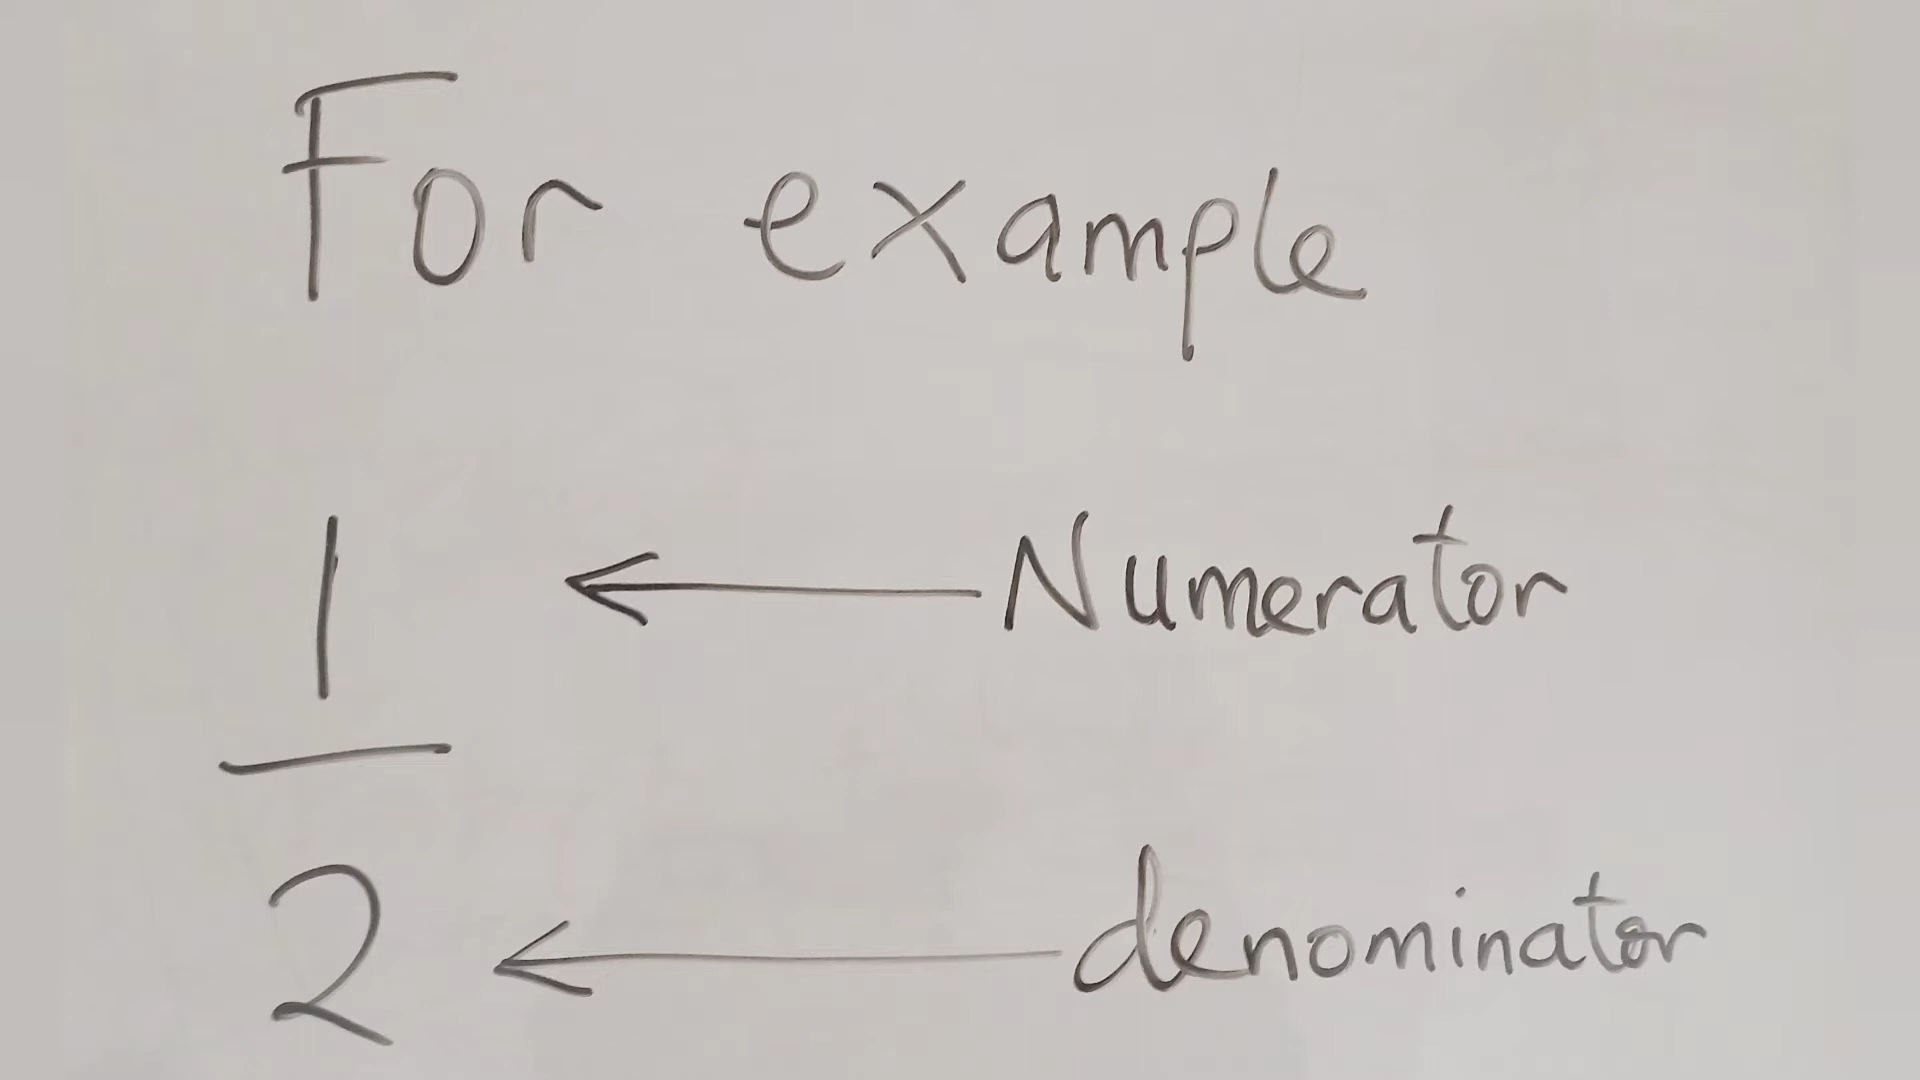 For example
1 ← Numerator
2 ← denominator